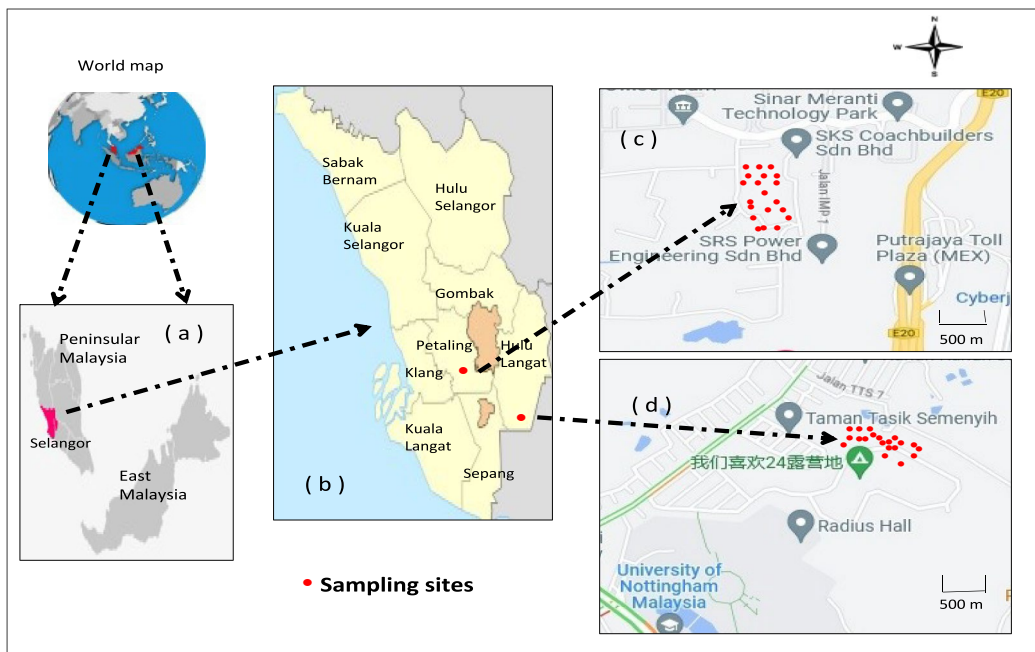 World map
N
W
E
S
( a )
Peninsular
Malaysia
Selangor
East
Malaysia
Sabak
Bernam
Hulu
Selangor
Kuala
Selangor
Gombak
Petaling
Hulu
Langat
Klang
Kuala
Langat
Sepang
( b )
( c )
E20
Sinar Meranti
Technology Park
SKS Coachbuilders
Sdn Bhd
Jalan IMP 7
SRS Power
Engineering Sdn Bhd
Putrajaya Toll
Plaza (MEX)
Cyberj
E20
500 m
( d )
Jalan TTS 7
Taman Tasik Semenyih
我们喜欢24露营地
Radius Hall
University of
Nottingham
Malaysia
500 m
Sampling sites